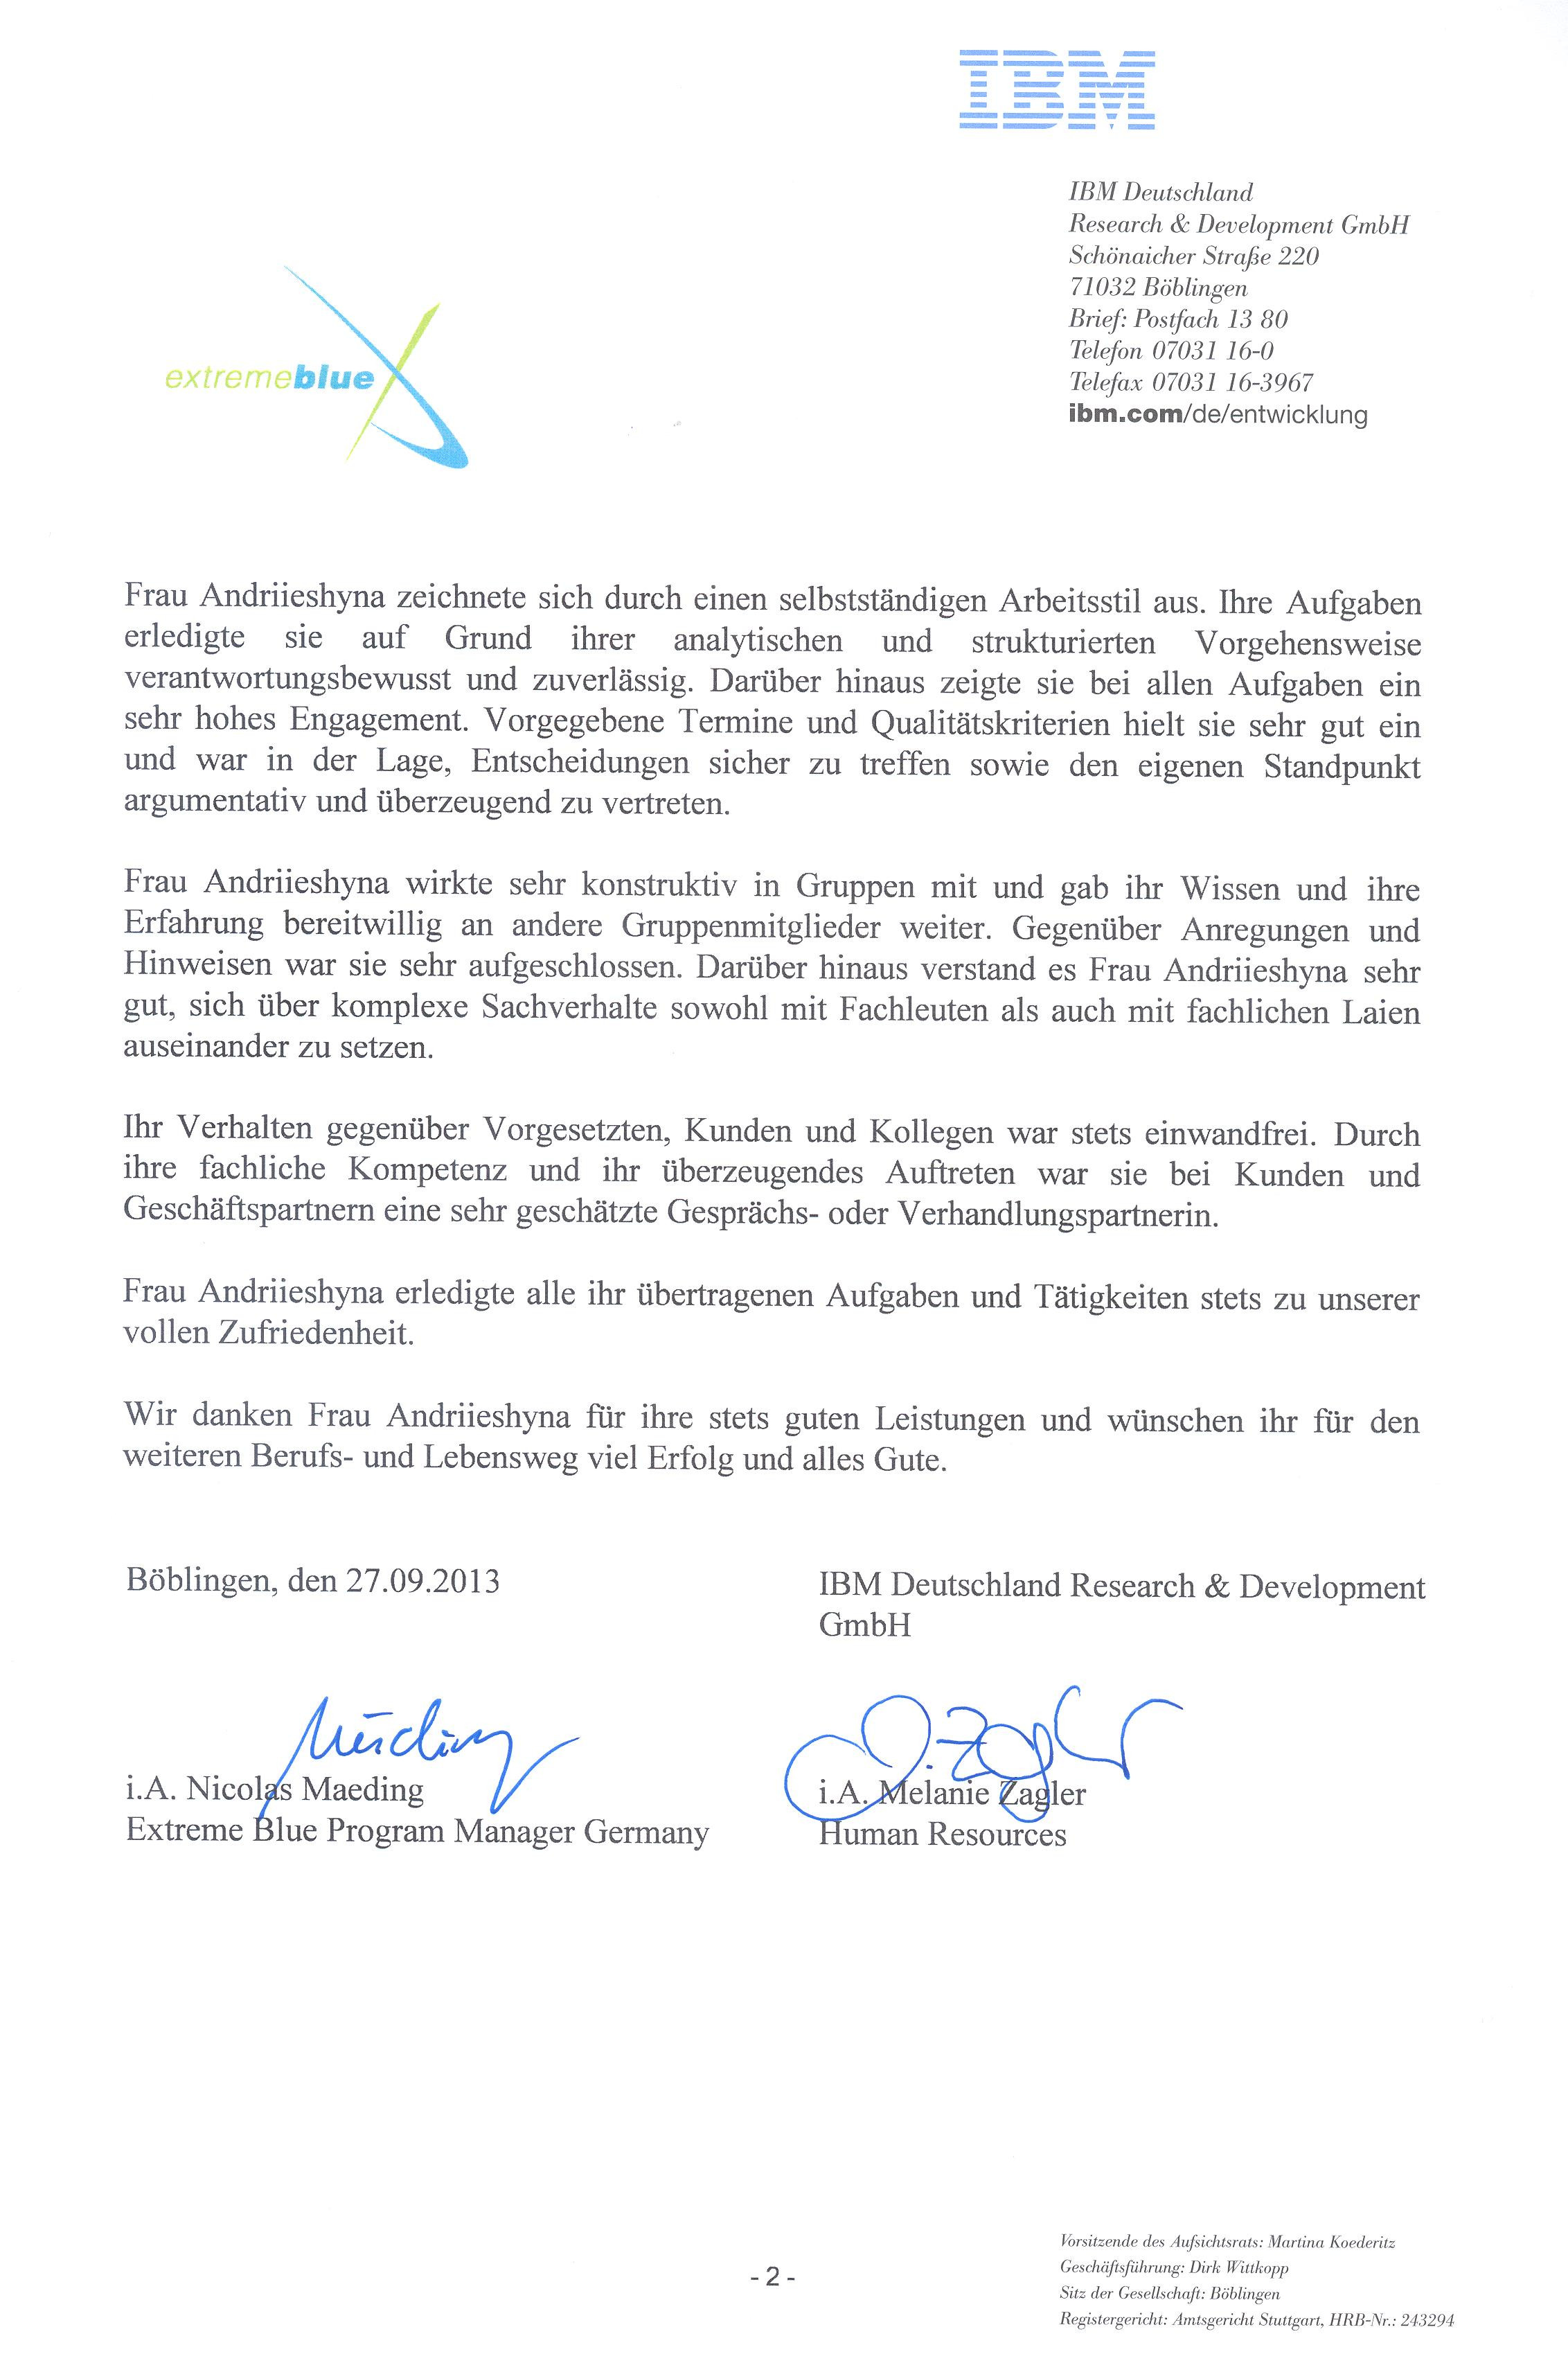 IBM
IBM Deutschland
Research & Development GmbH
Schönaicher Straße 220
71032 Böblingen
Brief: Postfach 13 80
Telefon 07031 16-0
Telefax 07031 16-3967
ibm.com/de/entwicklung
extremeblue
Frau Andriieshyna zeichnete sich durch einen selbstständigen Arbeitsstil aus. Ihre Aufgaben
erledigte sie auf Grund ihrer analytischen und strukturierten Vorgehensweise
verantwortungsbewusst und zuverlässig. Darüber hinaus zeigte sie bei allen Aufgaben ein
sehr hohes Engagement. Vorgegebene Termine und Qualitätskriterien hielt sie sehr gut ein
und war in der Lage, Entscheidungen sicher zu treffen sowie den eigenen Standpunkt
argumentativ und überzeugend zu vertreten.
Frau Andriieshyna wirkte sehr konstruktiv in Gruppen mit und gab ihr Wissen und ihre
Erfahrung bereitwillig an andere Gruppenmitglieder weiter. Gegenüber Anregungen und
Hinweisen war sie sehr aufgeschlossen. Darüber hinaus verstand es Frau Andriieshyna sehr
gut, sich über komplexe Sachverhalte sowohl mit Fachleuten als auch mit fachlichen Laien
auseinander zu setzen.
Ihr Verhalten gegenüber Vorgesetzten, Kunden und Kollegen war stets einwandfrei. Durch
ihre fachliche Kompetenz und ihr überzeugendes Auftreten war sie bei Kunden und
Geschäftspartnern eine sehr geschätzte Gesprächs- oder Verhandlungspartnerin.
Frau Andriieshyna erledigte alle ihr übertragenen Aufgaben und Tätigkeiten stets zu unserer
vollen Zufriedenheit.
Wir danken Frau Andriieshyna für ihre stets guten Leistungen und wünschen ihr für den
weiteren Berufs- und Lebensweg viel Erfolg und alles Gute.
Böblingen, den 27.09.2013
IBM Deutschland Research & Development
GmbH
i.A. Nicolas Maeding
Extreme Blue Program Manager Germany
i.A. Melanie Zagler
Human Resources
- 2 -
Vorsitzende des Aufsichtsrats: Martina Koederitz
Geschäftsführung: Dirk Wittkopp
Sitz der Gesellschaft: Böblingen
Registergericht: Amtsgericht Stuttgart, HRB-Nr.: 243294